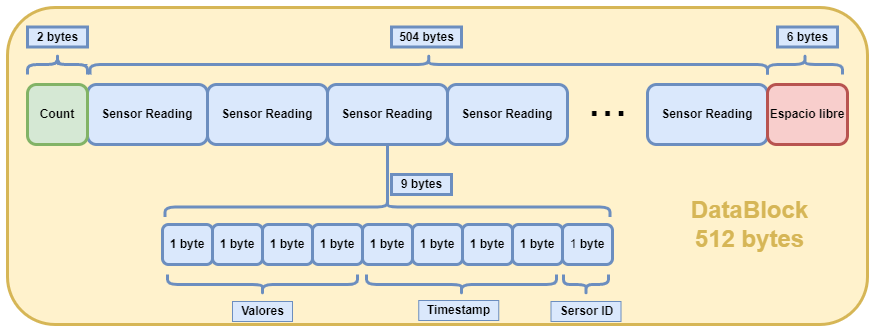 2 bytes
504 bytes
6 bytes
Count
Sensor Reading
Sensor Reading
Sensor Reading
Sensor Reading
...
Sensor Reading
Espacio libre
9 bytes
1 byte
1 byte
1 byte
1 byte
1 byte
1 byte
1 byte
1 byte
1 byte
Valores
Timestamp
Sersor ID
DataBlock
512 bytes